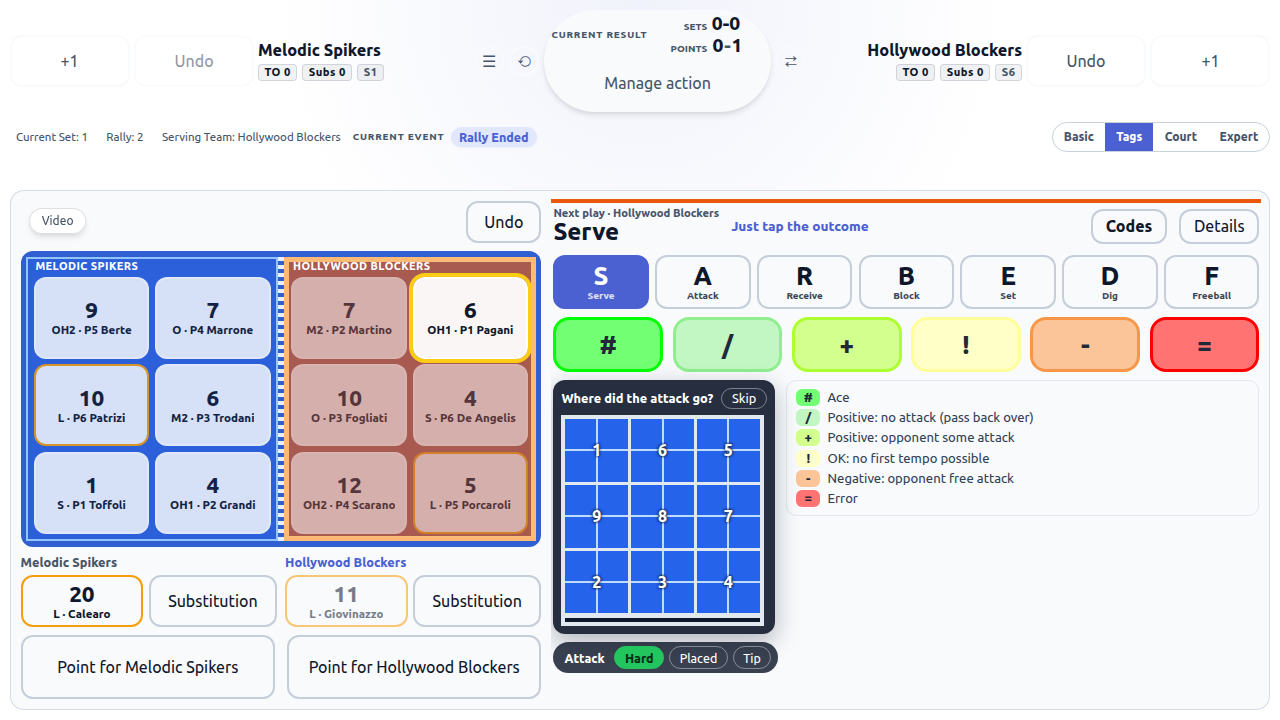 +1
Undo
Melodic Spikers
TO 0
Subs 0
S1
CURRENT RESULT
SETS 0-0
POINTS 0-1
Manage action
Hollywood Blockers
TO 0
Subs 0
S6
Undo
+1
Current Set: 1
Rally: 2
Serving Team: Hollywood Blockers
CURRENT EVENT
Rally Ended
Basic
Tags
Court
Expert
Video
Undo
MELODIC SPIKERS
HOLLYWOOD BLOCKERS
9
OH2 · P5 Berte
7
O · P4 Marrone
7
M2 · P2 Martino
6
OH1 · P1 Pagani
10
L · P6 Patrizi
6
M2 · P3 Trodani
10
O · P3 Fogliati
4
S · P6 De Angelis
1
S · P1 Toffoli
4
OH1 · P2 Grandi
12
OH2 · P4 Scarano
5
L · P5 Porcaroli
Melodic Spikers
Hollywood Blockers
20
L · Calearo
Substitution
11
L · Giovinazzo
Substitution
Point for Melodic Spikers
Point for Hollywood Blockers
Next play · Hollywood Blockers
Serve
Just tap the outcome
Codes
Details
S
Serve
A
Attack
R
Receive
B
Block
E
Set
D
Dig
F
Freeball
#
/
+
!
-
=
Where did the attack go?
Skip
1
6
5
9
8
7
2
3
4
Attack
Hard
Placed
Tip
# Ace
/ Positive: no attack (pass back over)
+ Positive: opponent some attack
! OK: no first tempo possible
- Negative: opponent free attack
= Error